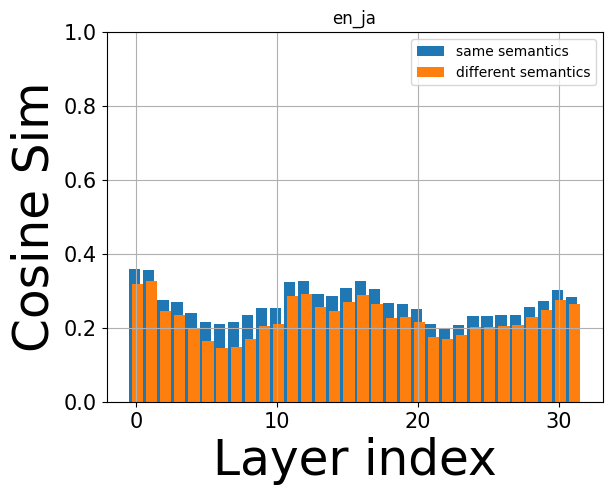 en_ja
same semantics
different semantics
Cosine Sim
1.0
0.8
0.6
0.4
0.2
0.0
0 10 20 30
Layer index